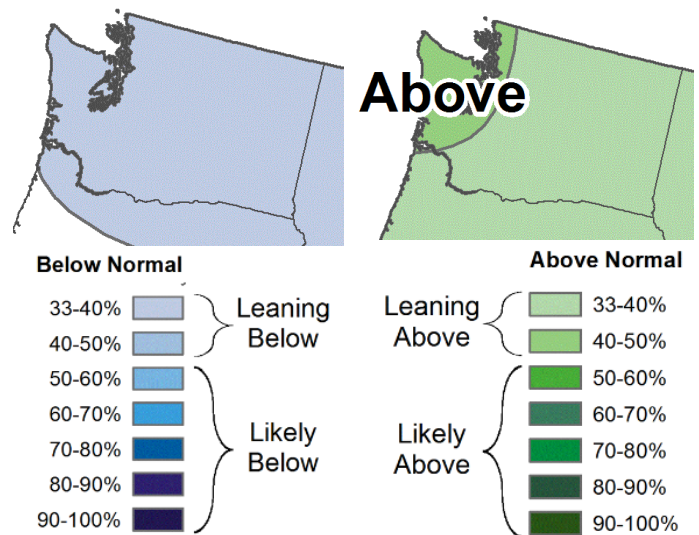 Above
Below Normal
33-40%
40-50%
50-60%
60-70%
70-80%
80-90%
90-100%
Leaning
Below
Likely
Below
Above Normal
Leaning
Above
Likely
Above
33-40%
40-50%
50-60%
60-70%
70-80%
80-90%
90-100%